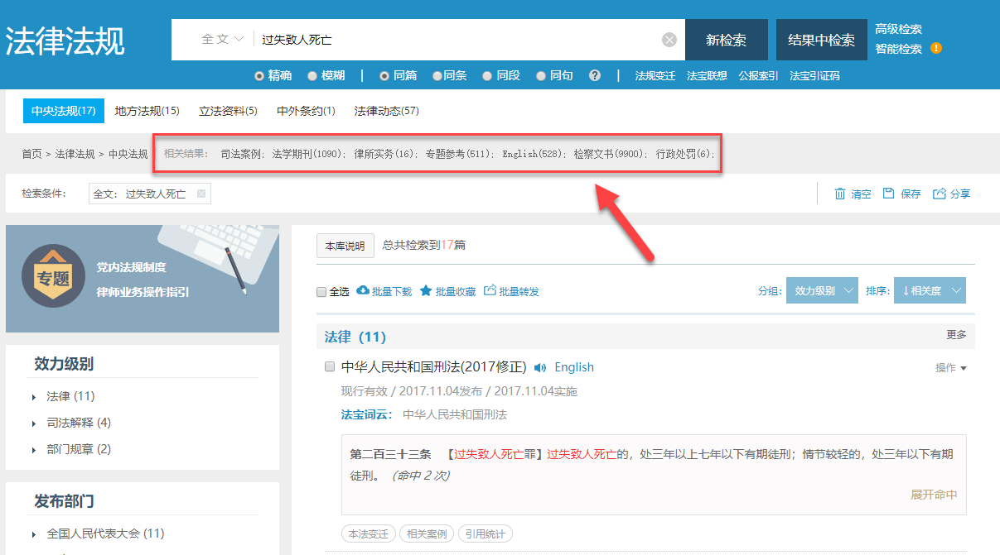 法律法规
全文
过失致人死亡
新检索
结果中检索
高级检索
智能检索
精确 模糊 | 同篇 同条 同段 同句 ? | 法规变迁 法宝联想 公报索引 法宝引证码
中央法规(17) 地方法规(15) 立法资料(5) 中外条约(1) 法律动态(57)
首页 > 法律法规 > 中央法规 相关结果: 司法案例; 法学期刊(1090); 律所实务(16); 专题参考(511); English(528); 检察文书(9900); 行政处罚(6);
检索条件: 全文: 过失致人死亡 清空 保存 分享
专题
党内法规制度
律师业务操作指引
效力级别
法律 (11)
司法解释 (4)
部门规章 (2)
发布部门
全国人民代表大会 (11)
本库说明 总共检索到17篇
全选 批量下载 批量收藏 批量转发 分组: 效力级别 排序: ↓相关度
法律 (11) 更多
中华人民共和国刑法(2017修正) English 操作
现行有效 / 2017.11.04发布 / 2017.11.04实施
法宝词云: 中华人民共和国刑法
第二百三十三条 【过失致人死亡罪】过失致人死亡的，处三年以上七年以下有期徒刑；情节较轻的，处三年以下有期
徒刑。 (命中 2 次)
展开命中
本法变迁 相关案例 引用统计